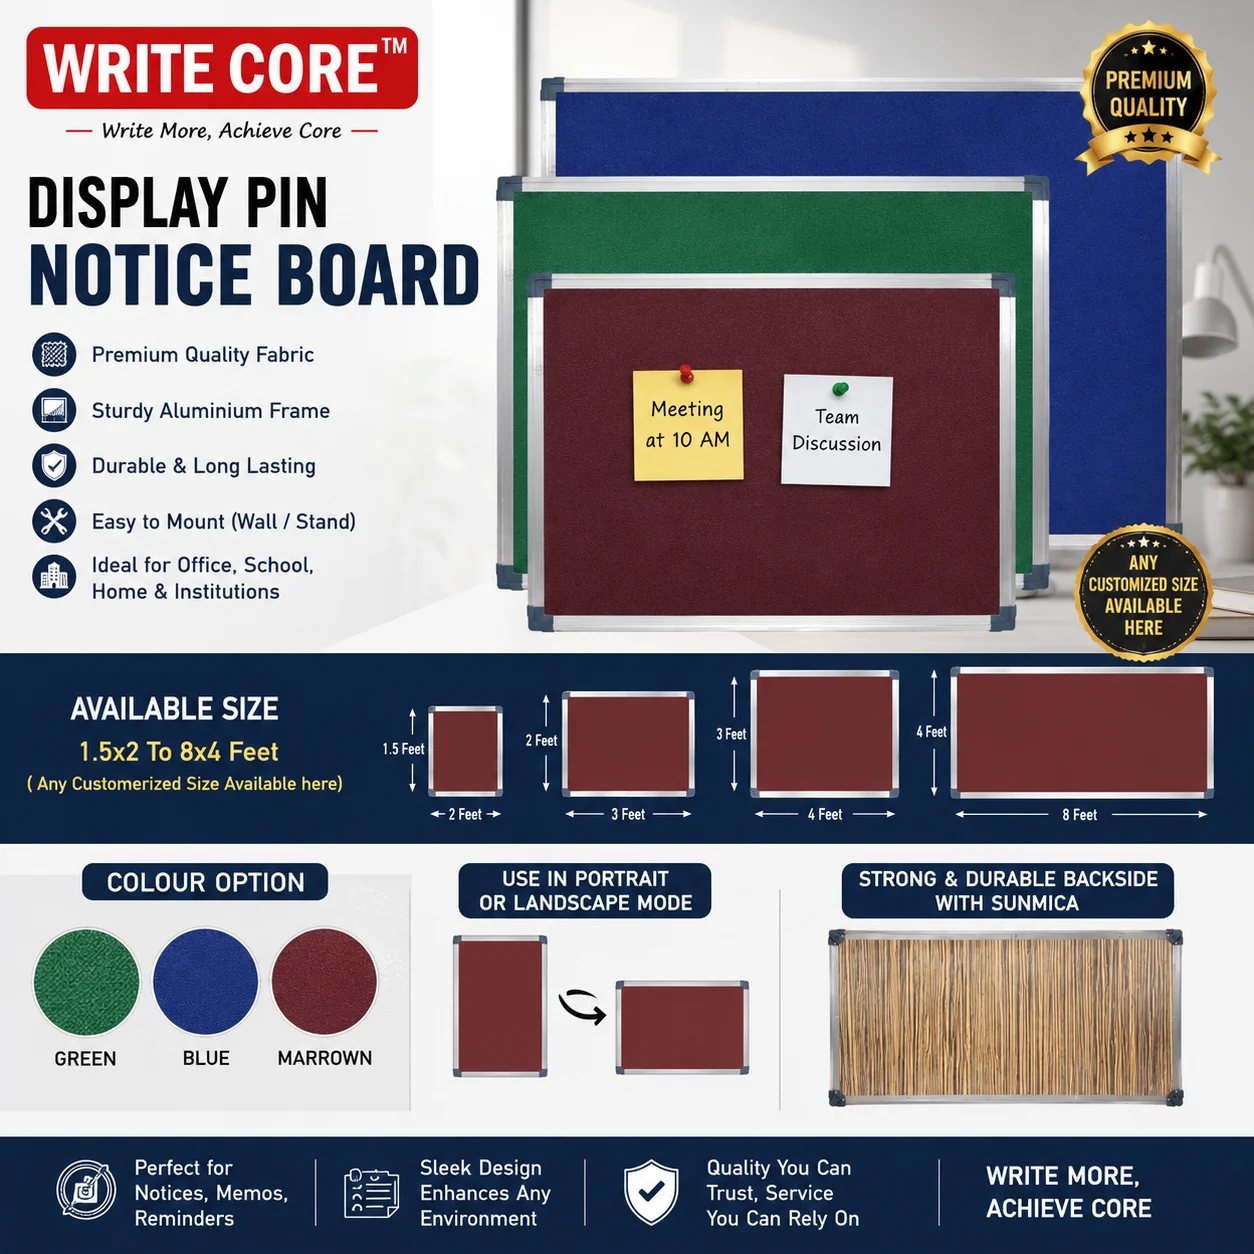 WRITE CORE™
Write More, Achieve Core
DISPLAY PIN
NOTICE BOARD
Premium Quality Fabric
Sturdy Aluminium Frame
Durable & Long Lasting
Easy to Mount (Wall / Stand)
Ideal for Office, School,
Home & Institutions
PREMIUM
QUALITY
Meeting
at 10 AM
Team
Discussion
ANY
CUSTOMIZED SIZE
AVAILABLE
HERE
AVAILABLE SIZE
1.5x2 To 8x4 Feet
( Any Customerized Size Available here)
1.5 Feet
2 Feet
2 Feet
3 Feet
3 Feet
4 Feet
4 Feet
8 Feet
COLOUR OPTION
GREEN
BLUE
MARROWN
USE IN PORTRAIT
OR LANDSCAPE MODE
STRONG & DURABLE BACKSIDE
WITH SUNMICA
Perfect for
Notices, Memos,
Reminders
Sleek Design
Enhances Any
Environment
Quality You Can
Trust, Service
You Can Rely On
WRITE MORE,
ACHIEVE CORE